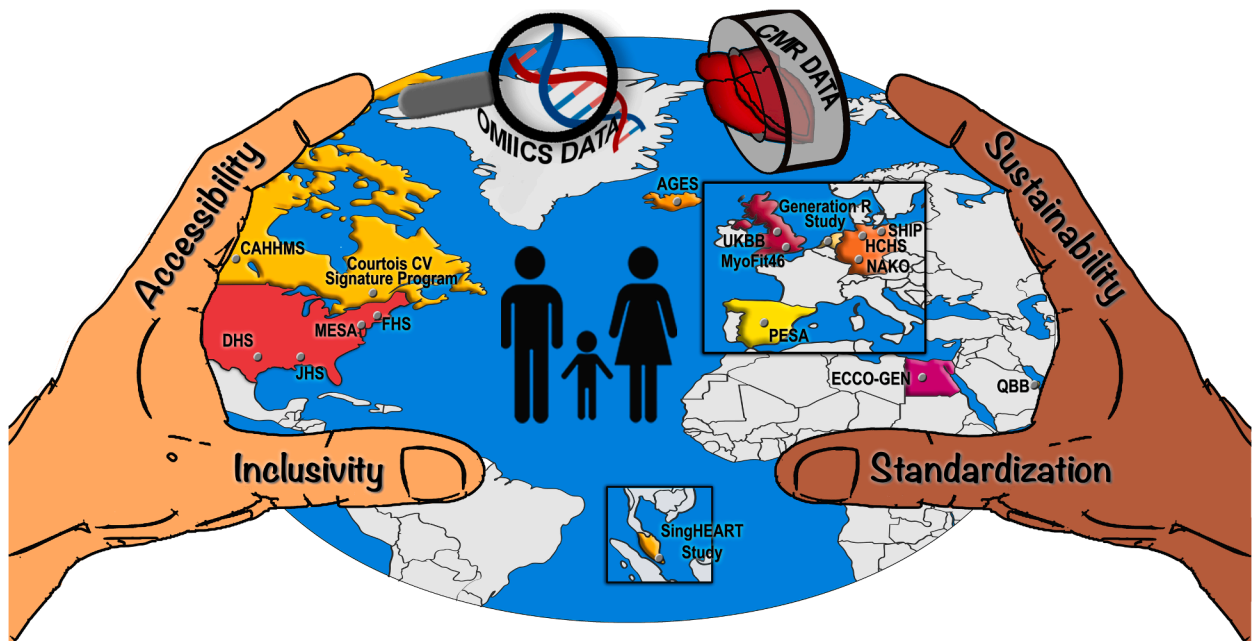 OMIICS DATA
CMR DATA
Accessibility
Sustainability
AGES
Generation R
Study
UKBB
SHIP
HCHS
MyoFit46
NAKO
PESA
CAHHMS
Courtois CV
Signature Program
MESA
FHS
DHS
JHS
ECCO-GEN
QBB
Inclusivity
Standardization
SingHEART
Study